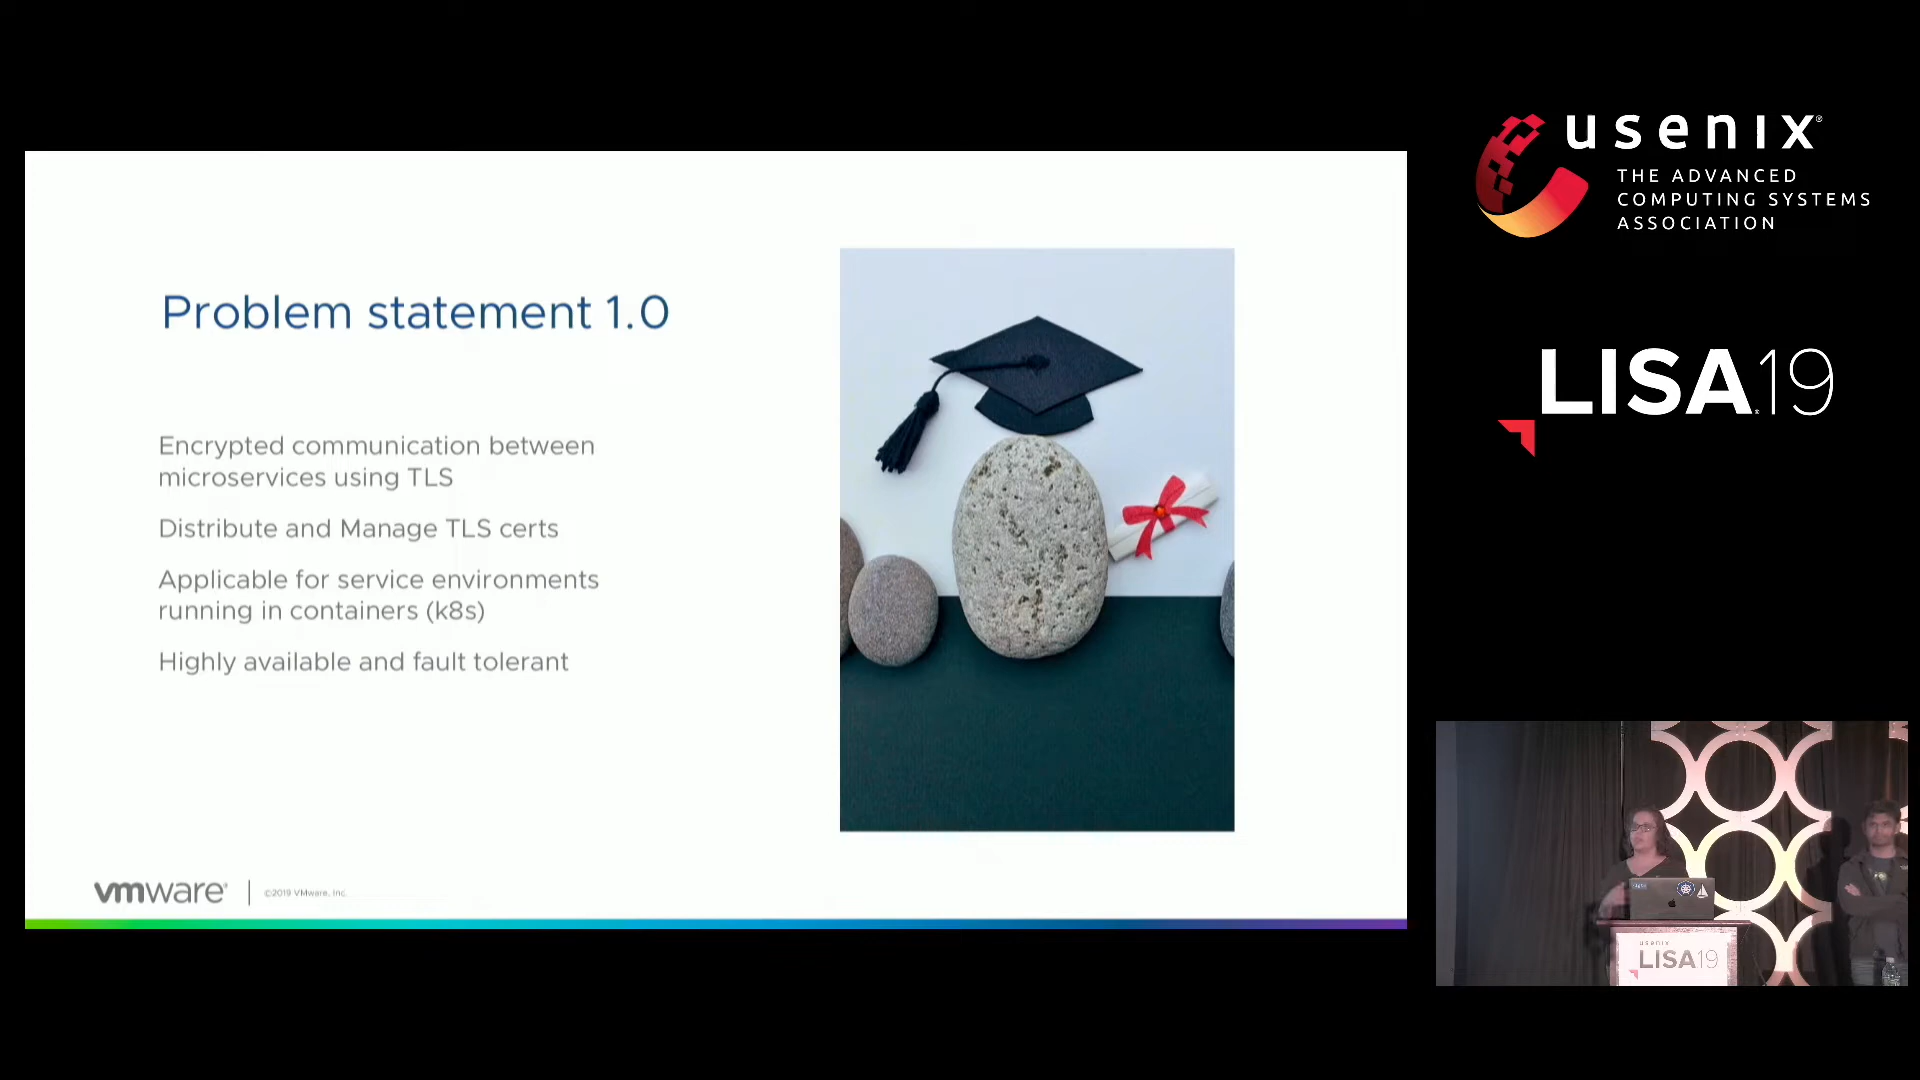 Problem statement 1.0
Encrypted communication between
microservices using TLS
Distribute and Manage TLS certs
Applicable for service environments
running in containers (k8s)
Highly available and fault tolerant
vmware®
©2019 VMware, Inc.
usenix®
THE ADVANCED
COMPUTING SYSTEMS
ASSOCIATION
LISA19
usenix
LISA19